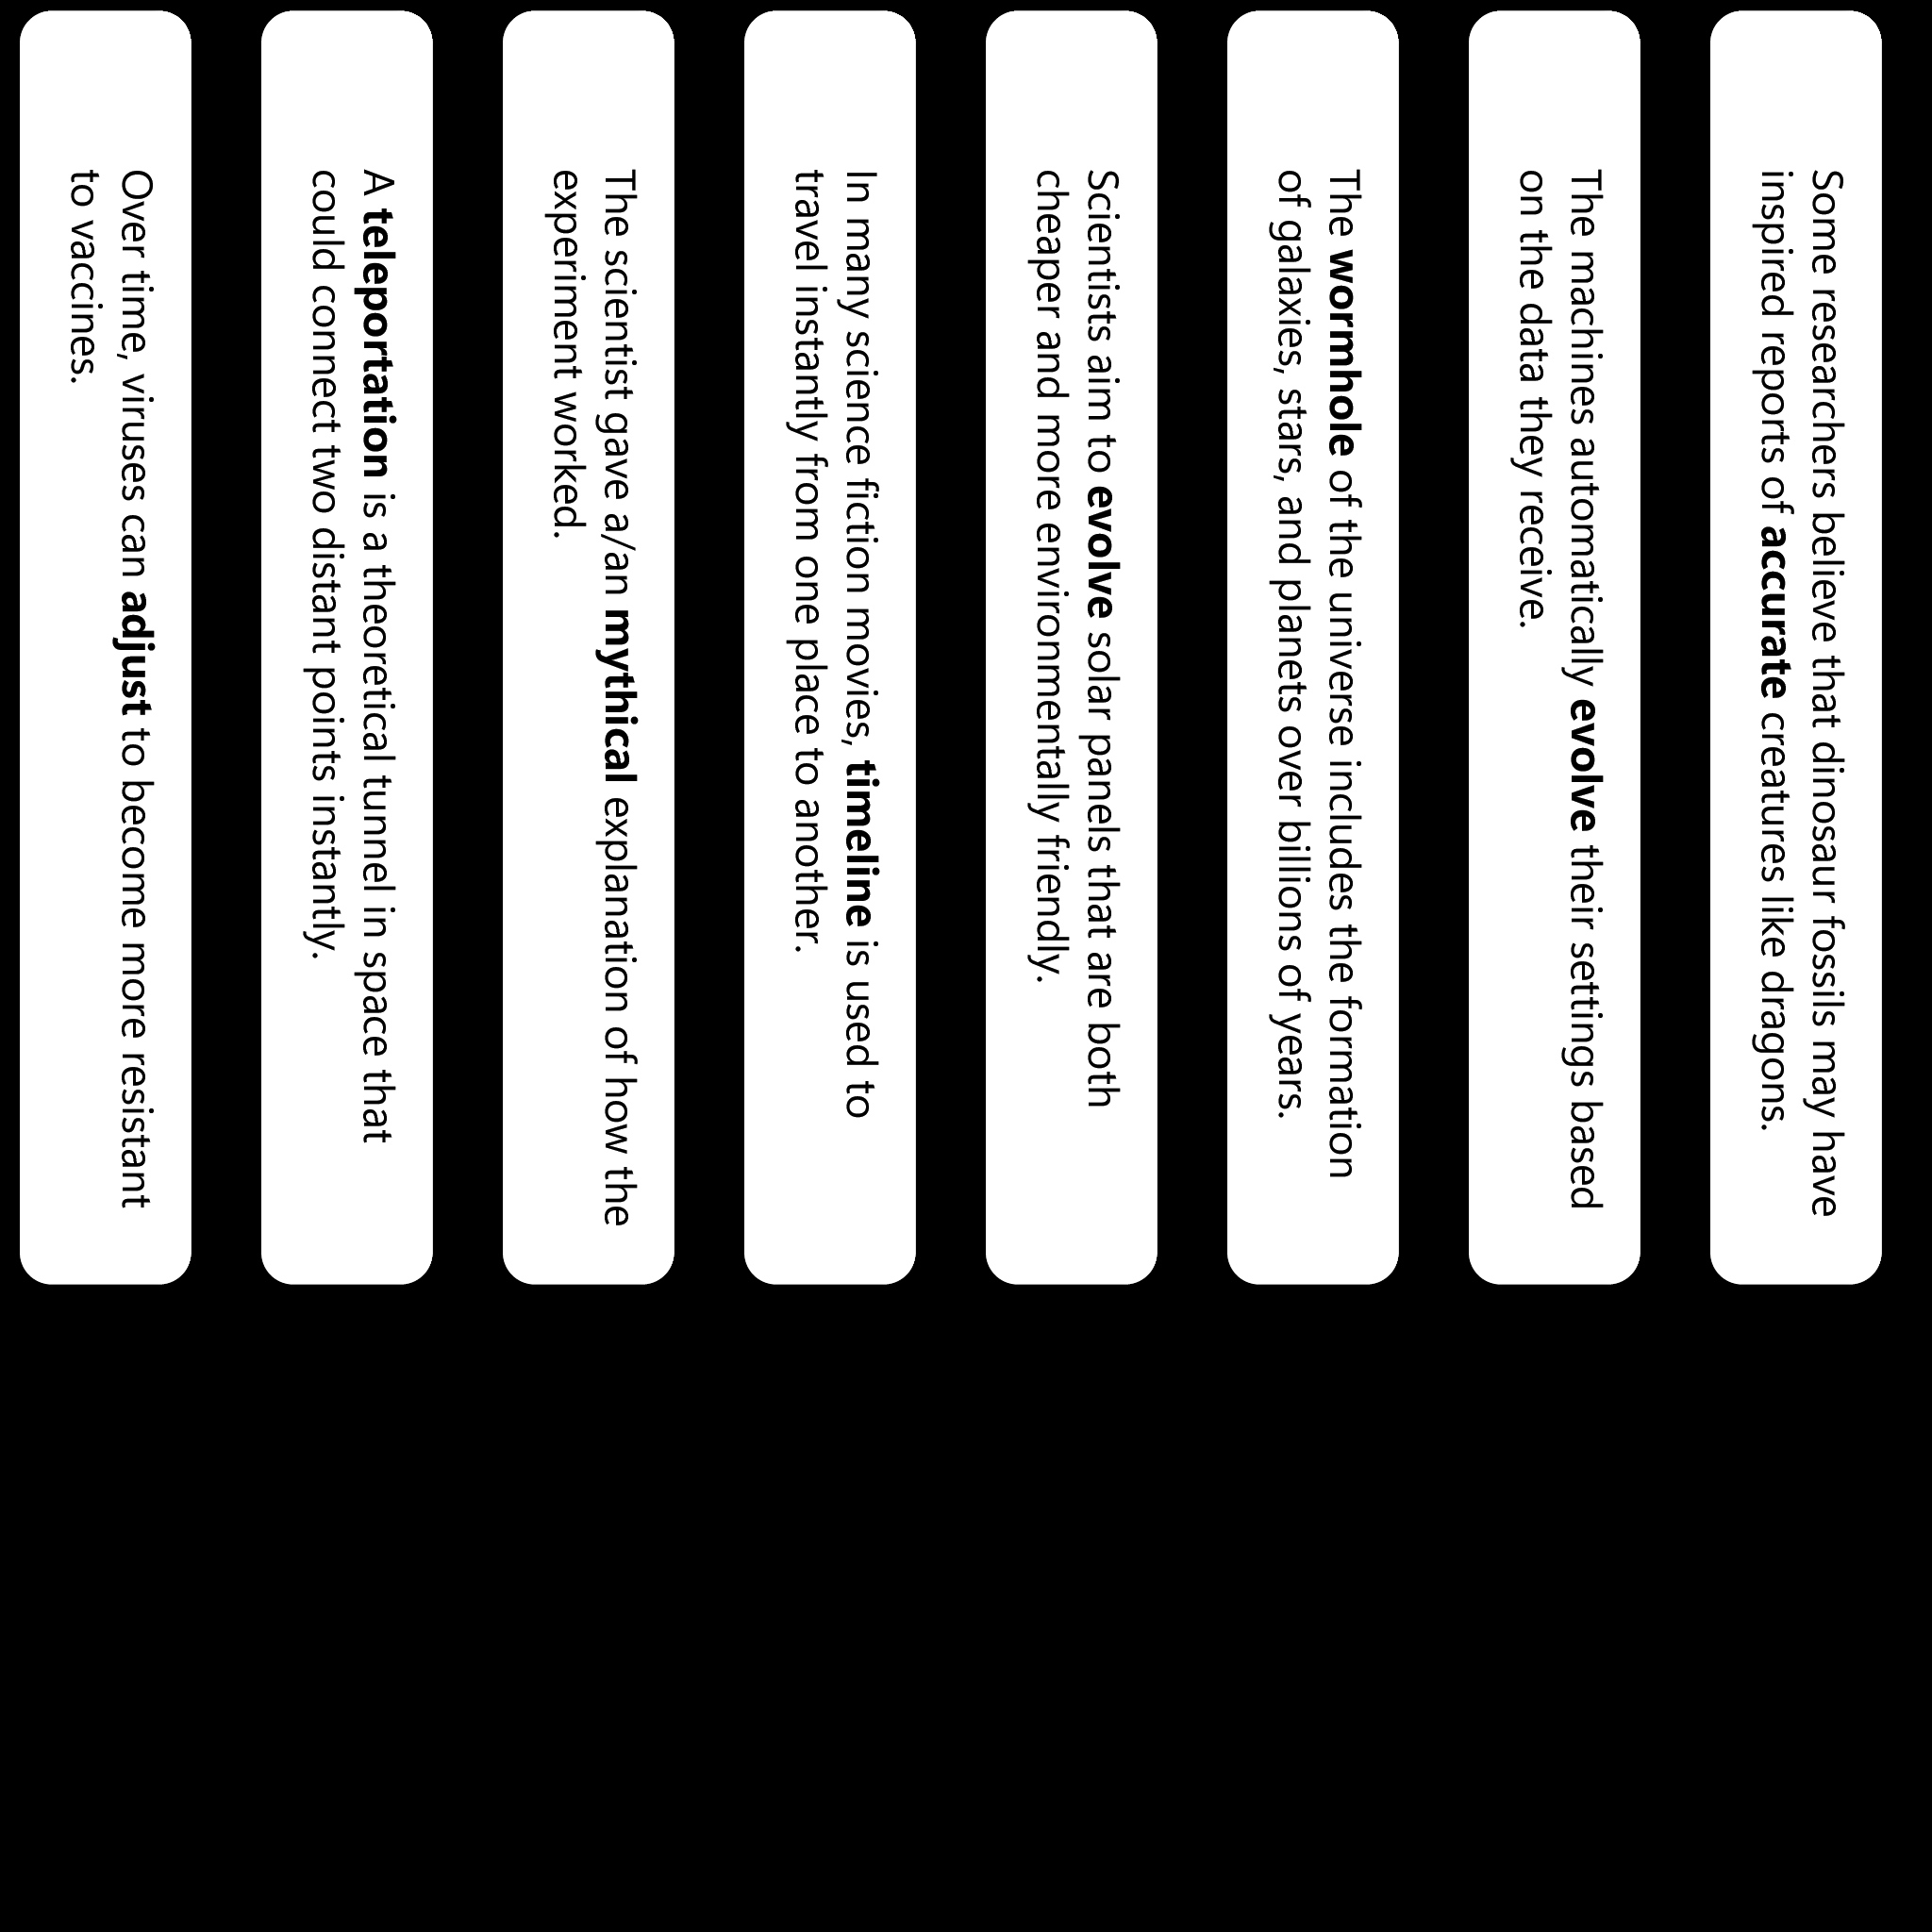 Some researchers believe that dinosaur fossils may have
inspired reports of accurate creatures like dragons.
The machines automatically evolve their settings based
on the data they receive.
The wormhole of the universe includes the formation
of galaxies, stars, and planets over billions of years.
Scientists aim to evolve solar panels that are both
cheaper and more environmentally friendly.
In many science fiction movies, timeline is used to
travel instantly from one place to another.
The scientist gave a/an mythical explanation of how the
experiment worked.
A teleportation is a theoretical tunnel in space that
could connect two distant points instantly.
Over time, viruses can adjust to become more resistant
to vaccines.